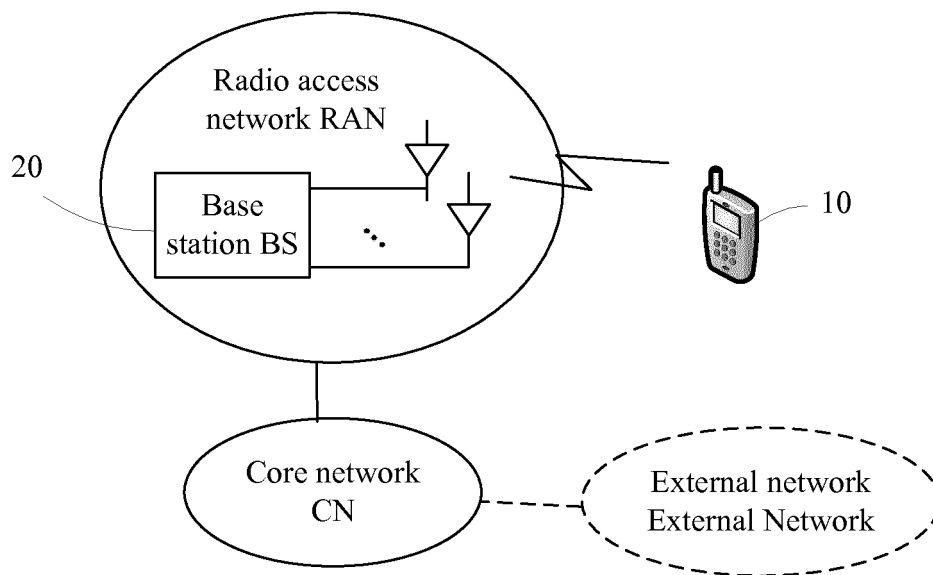 Radio access
network RAN
20
Base
station BS
10
Core network
CN
External network
External Network